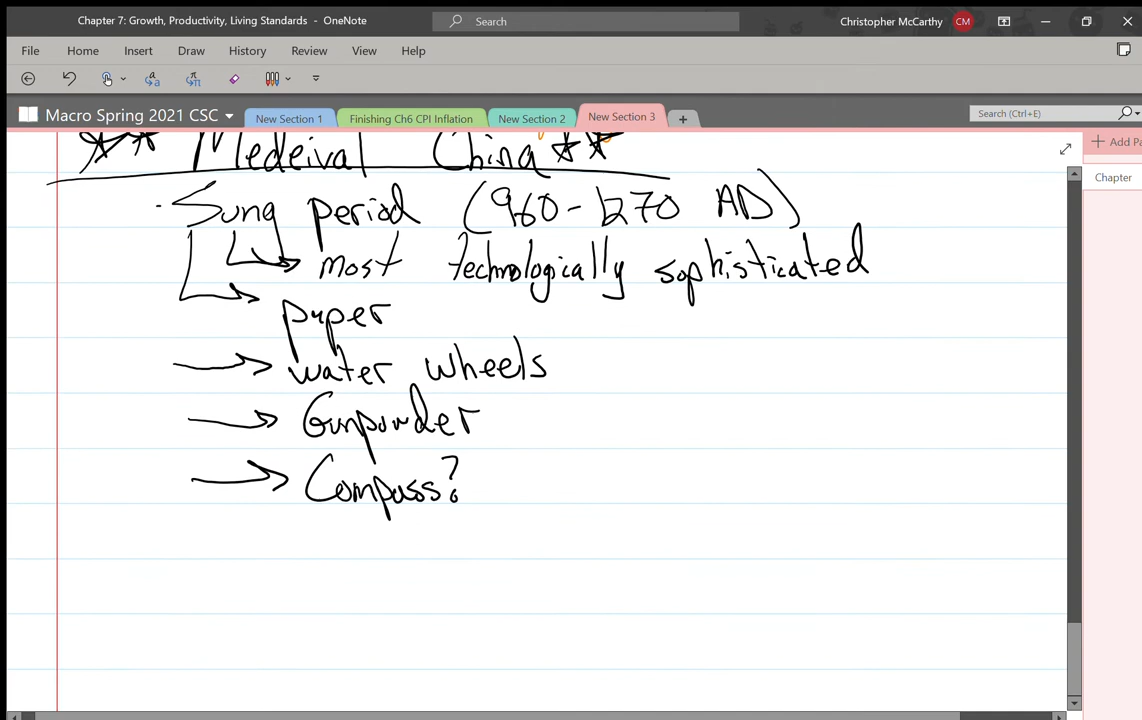 Chapter 7: Growth, Productivity, Living Standards - OneNote
Search
Christopher McCarthy CM
File Home Insert Draw History Review View Help
Macro Spring 2021 CSC
New Section 1 Finishing Ch6 CPI Inflation New Section 2 New Section 3
Search (Ctrl+E)
Add Pa
Chapter
** Medeival China **
· Sung period (960-1270 AD)
most technologically sophisticated
paper
water wheels
Gunpowder
Compass?